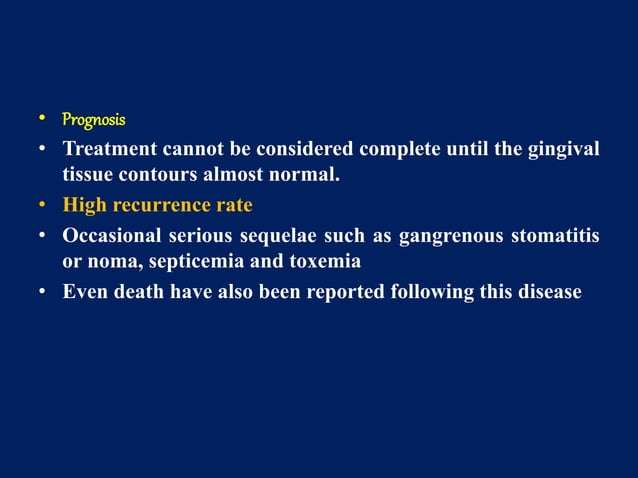 • Prognosis
• Treatment cannot be considered complete until the gingival
tissue contours almost normal.
• High recurrence rate
• Occasional serious sequelae such as gangrenous stomatitis
or noma, septicemia and toxemia
• Even death have also been reported following this disease